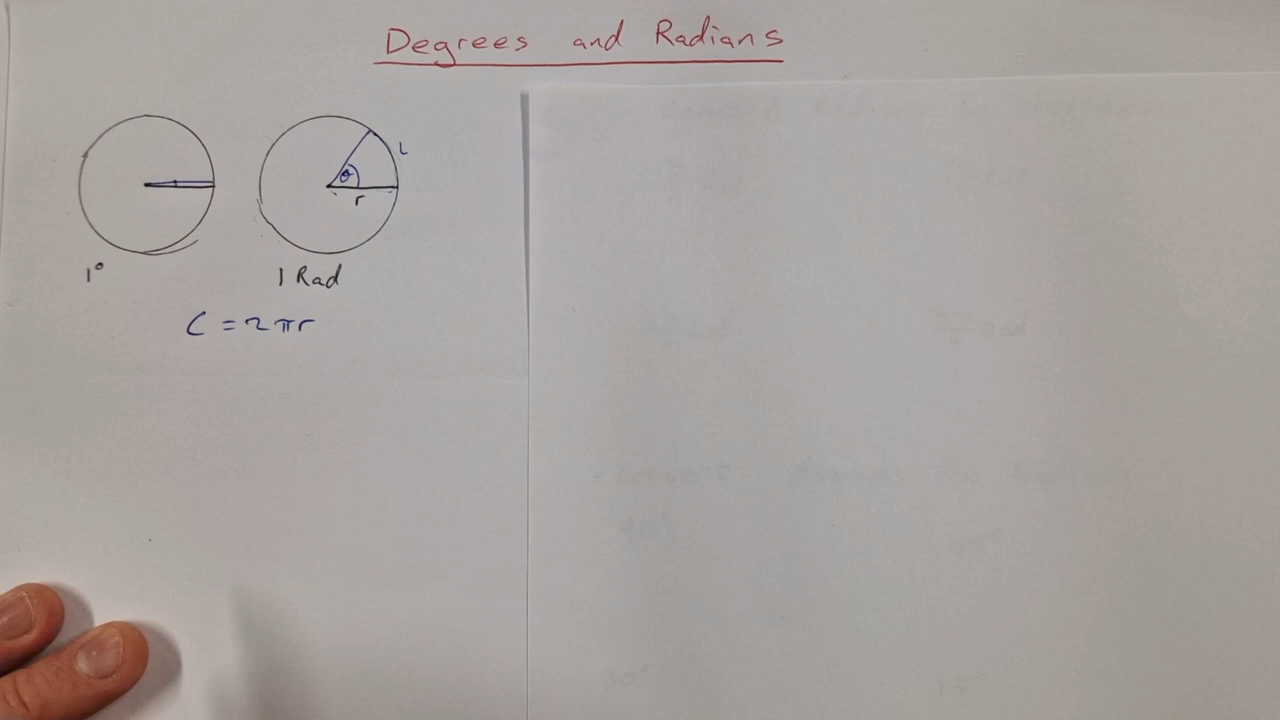 Degrees and Radians
L
θ
r
1° 1 Rad
C = 2πr